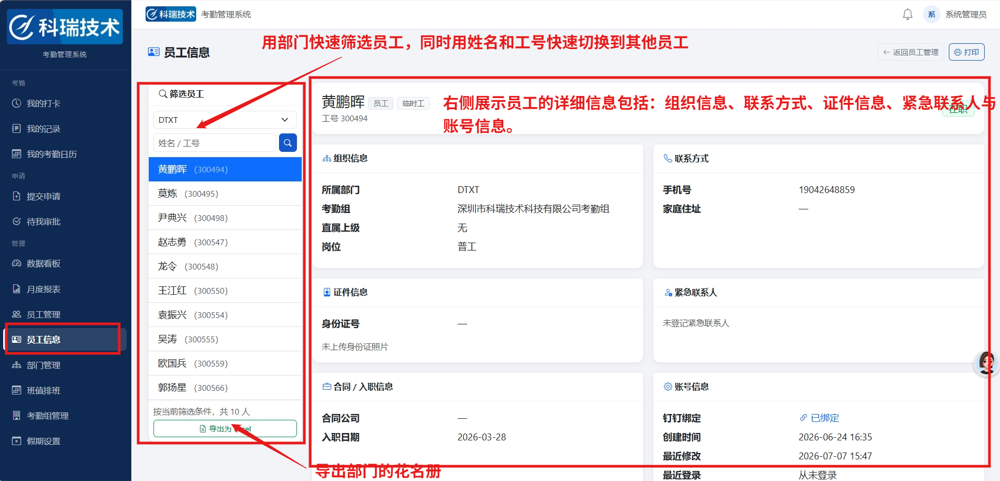 科瑞技术
考勤管理系统
考勤
我的打卡
我的记录
我的考勤日历
申请
提交申请
待我审批
管理
数据看板
月度报表
员工管理
员工信息
部门管理
班值排班
考勤组管理
假期设置
科瑞技术 考勤管理系统
系 系统管理员
员工信息
用部门快速筛选员工，同时用姓名和工号快速切换到其他员工
← 返回员工管理 打印
筛选员工
DTXT
姓名 / 工号
黄鹏晖 (300494)
莫炼 (300495)
尹典兴 (300498)
赵志勇 (300547)
龙令 (300548)
王江红 (300550)
袁振兴 (300554)
吴涛 (300555)
欧国兵 (300559)
郭扬星 (300566)
按当前筛选条件，共 10 人
导出为
导出部门的花名册
黄鹏晖 员工 临时工
工号 300494
在职
右侧展示员工的详细信息包括：组织信息、联系方式、证件信息、紧急联系人与
账号信息。
组织信息
所属部门 DTXT
考勤组 深圳市科瑞技术科技有限公司考勤组
直属上级 无
岗位 普工
联系方式
手机号 19042648859
家庭住址 —
证件信息
身份证号 —
未上传身份证照片
紧急联系人
未登记紧急联系人
合同 / 入职信息
合同公司 —
入职日期 2026-03-28
账号信息
钉钉绑定 已绑定
创建时间 2026-06-24 16:35
最近修改 2026-07-07 15:47
最近登录 从未登录